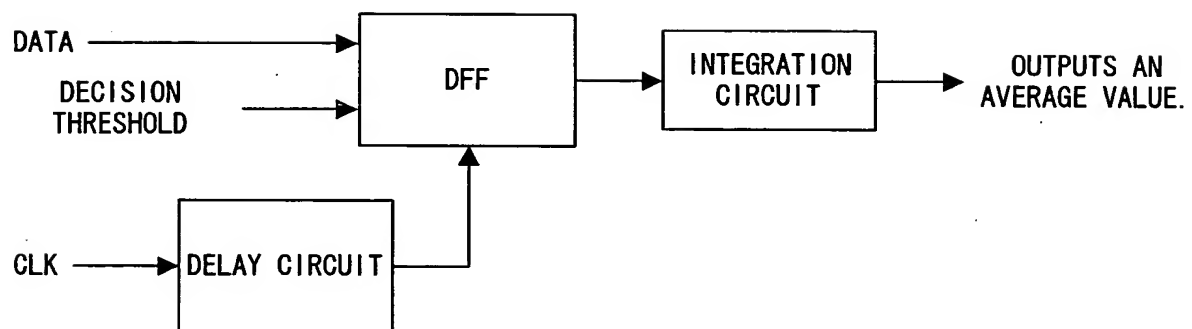 DATA
DECISION
THRESHOLD
DFF
INTEGRATION
CIRCUIT
OUTPUTS AN
AVERAGE VALUE.
CLK
DELAY CIRCUIT